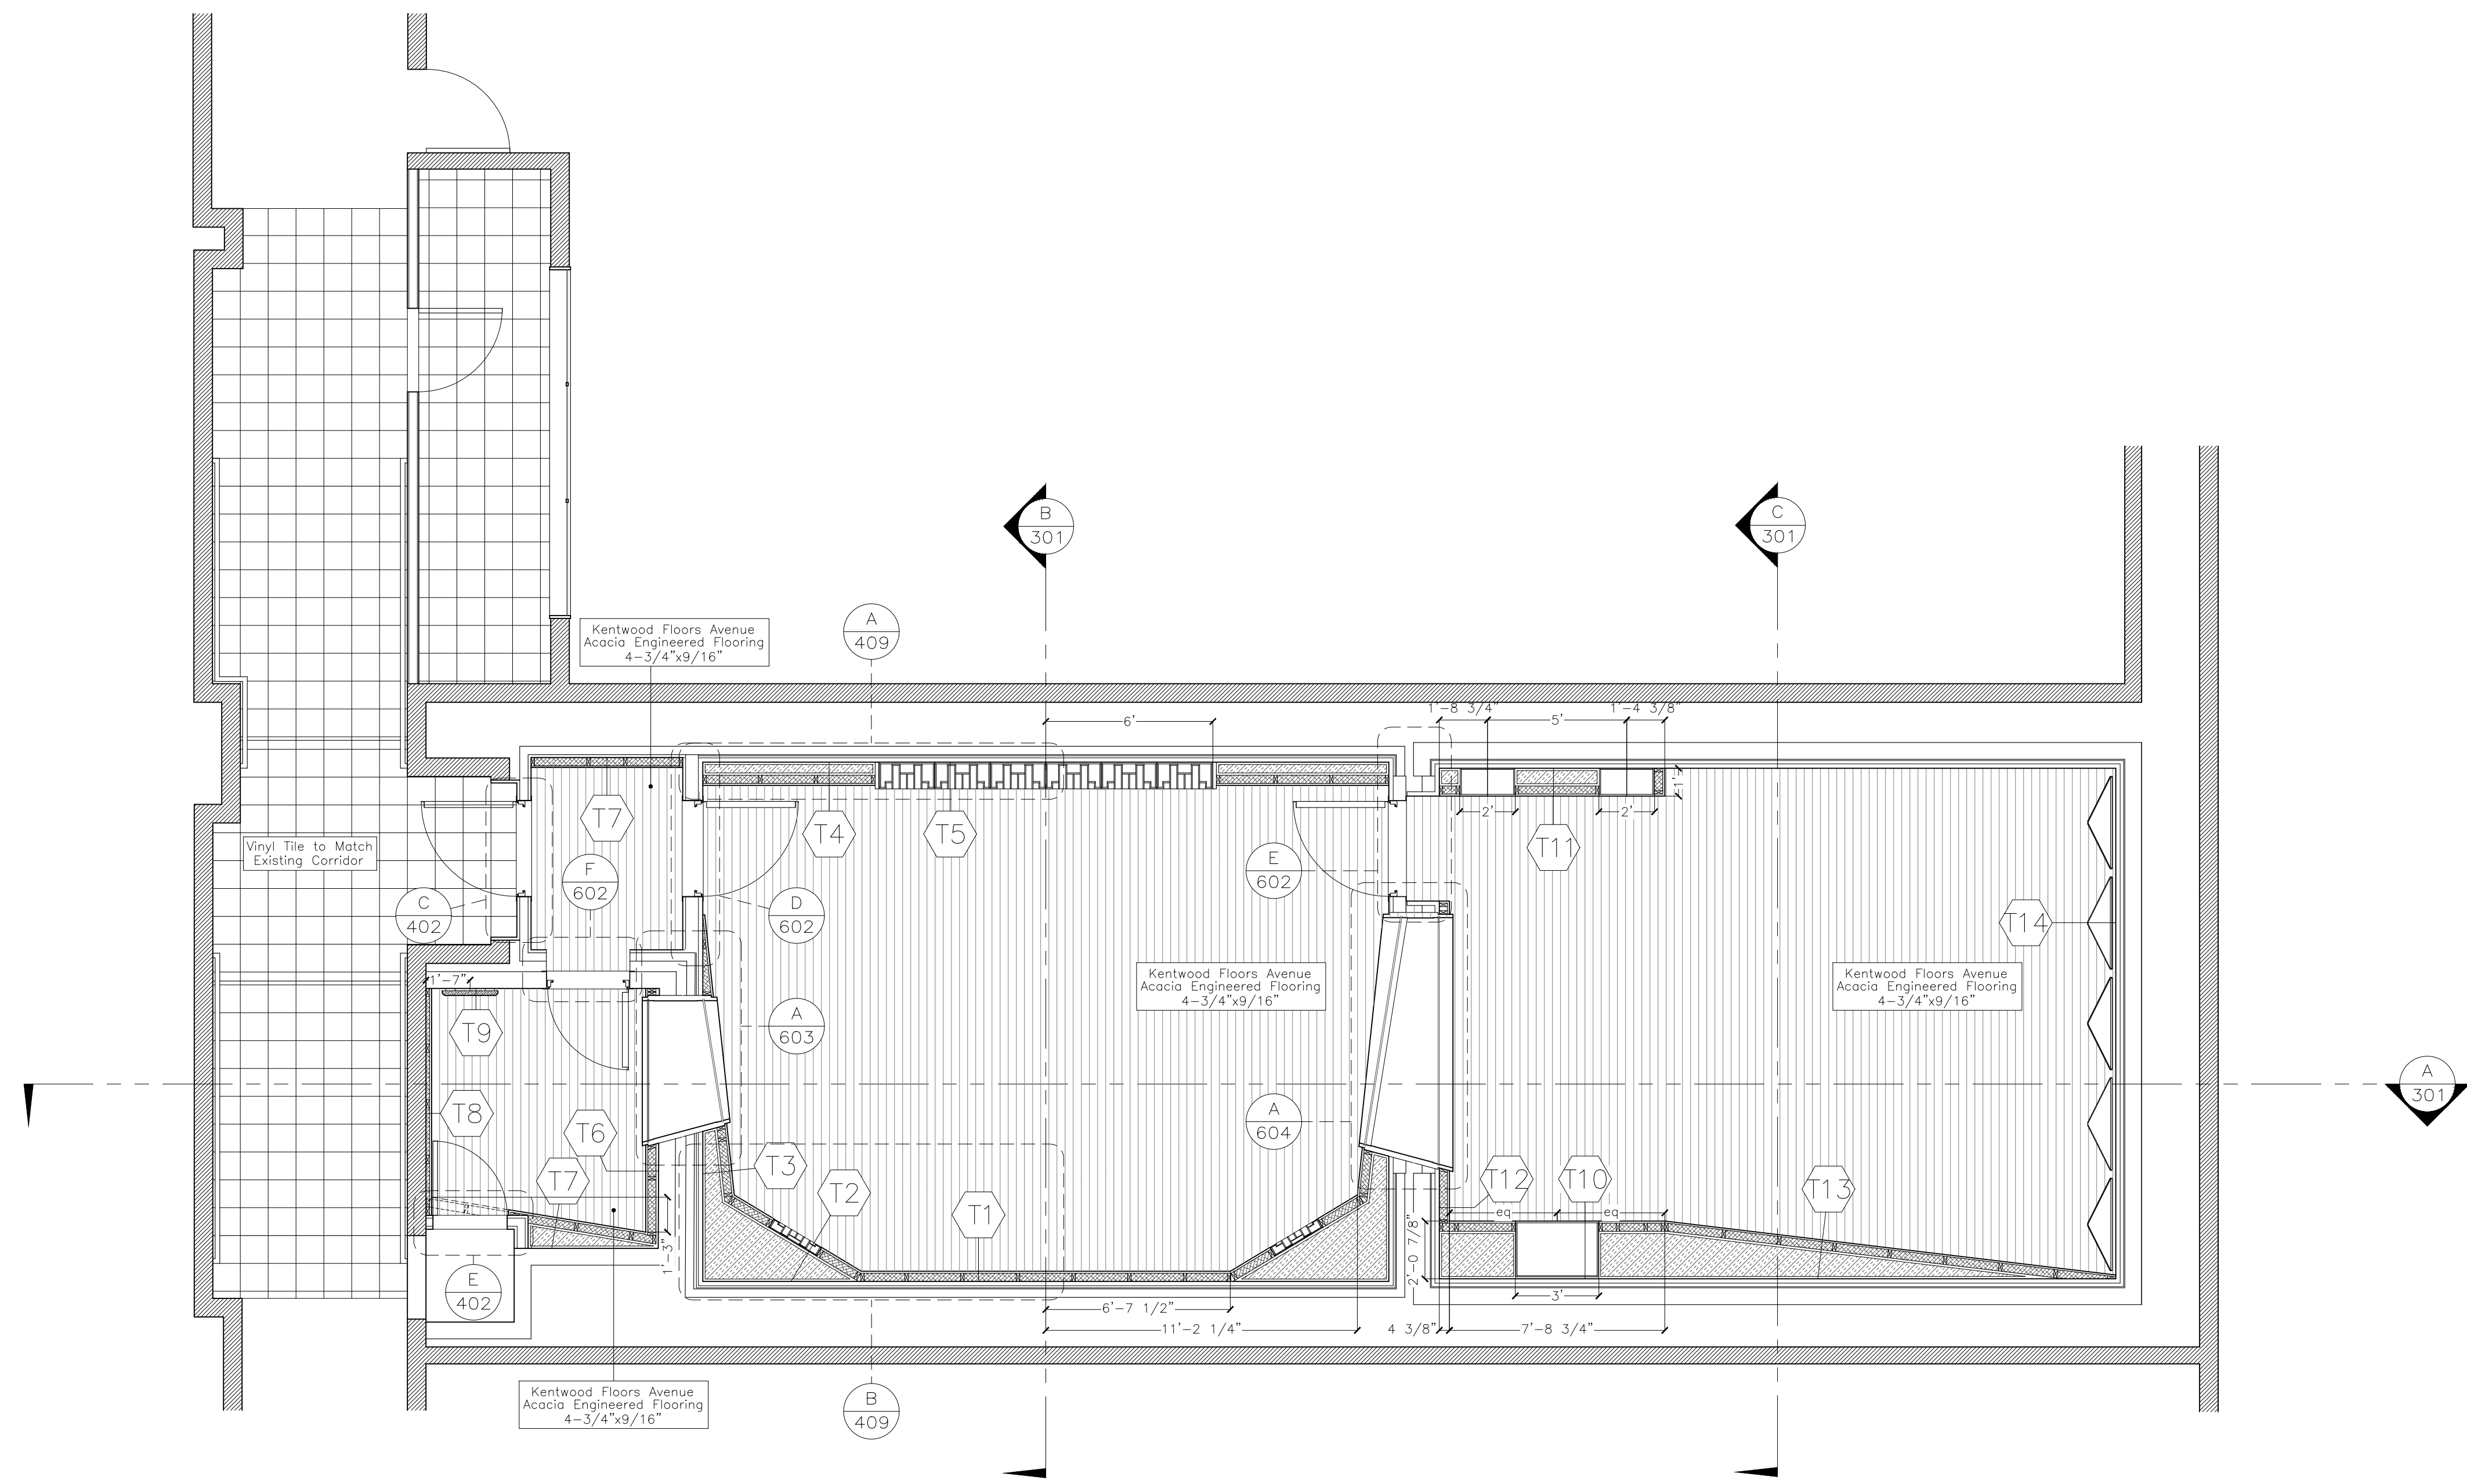 B
301
C
301
A
409
Kentwood Floors Avenue
Acacia Engineered Flooring
4-3/4"x9/16"
1'-8 3/4"
1'-4 3/8"
6'
5'
T7
T4
T5
2'
2'
1'
T11
Vinyl Tile to Match
Existing Corridor
F
602
E
602
C
402
D
602
T14
1'-7"
Kentwood Floors Avenue
Acacia Engineered Flooring
4-3/4"x9/16"
Kentwood Floors Avenue
Acacia Engineered Flooring
4-3/4"x9/16"
T9
A
603
A
301
T8
T6
A
604
T3
T7
T2
T12
T10
T13
T1
eq
eq
1'-3"
2'-0 7/8"
E
402
3'
6'-7 1/2"
11'-2 1/4"
4 3/8"
7'-8 3/4"
Kentwood Floors Avenue
Acacia Engineered Flooring
4-3/4"x9/16"
B
409